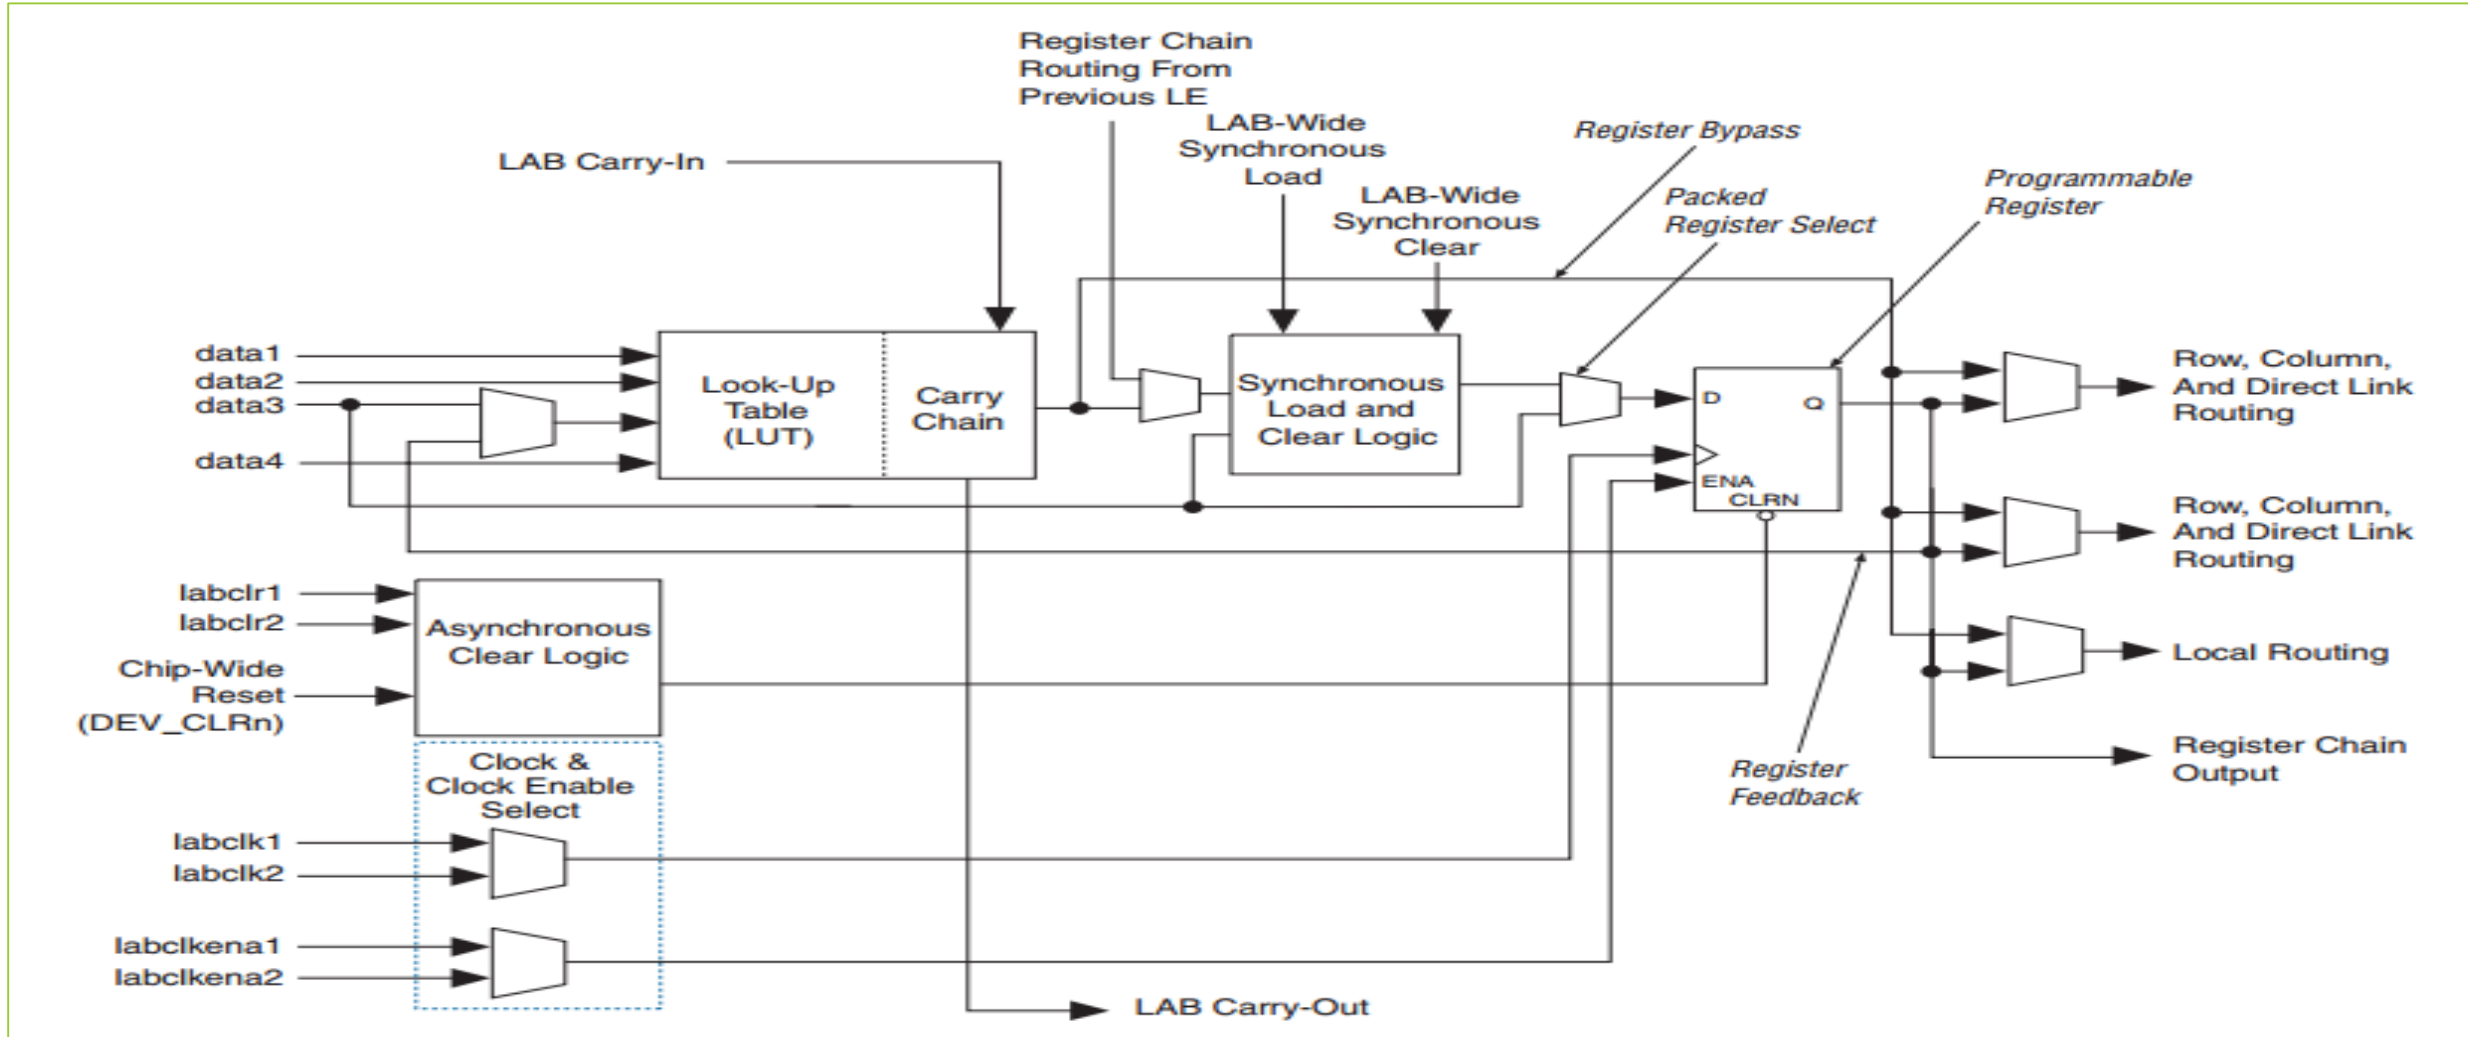 Register Chain
Routing From
Previous LE
LAB-Wide
Synchronous
Load
LAB-Wide
Synchronous
Clear
Register Bypass
Packed
Register Select
Programmable
Register
LAB Carry-In
data1
data2
data3
data4
Look-Up
Table
(LUT)
Carry
Chain
Synchronous
Load and
Clear Logic
D
Q
ENA
CLRN
Row, Column,
And Direct Link
Routing
Row, Column,
And Direct Link
Routing
Local Routing
Register Chain
Output
Register
Feedback
labclr1
labclr2
Chip-Wide
Reset
(DEV_CLRn)
Asynchronous
Clear Logic
Clock &
Clock Enable
Select
labclk1
labclk2
labclkena1
labclkena2
LAB Carry-Out